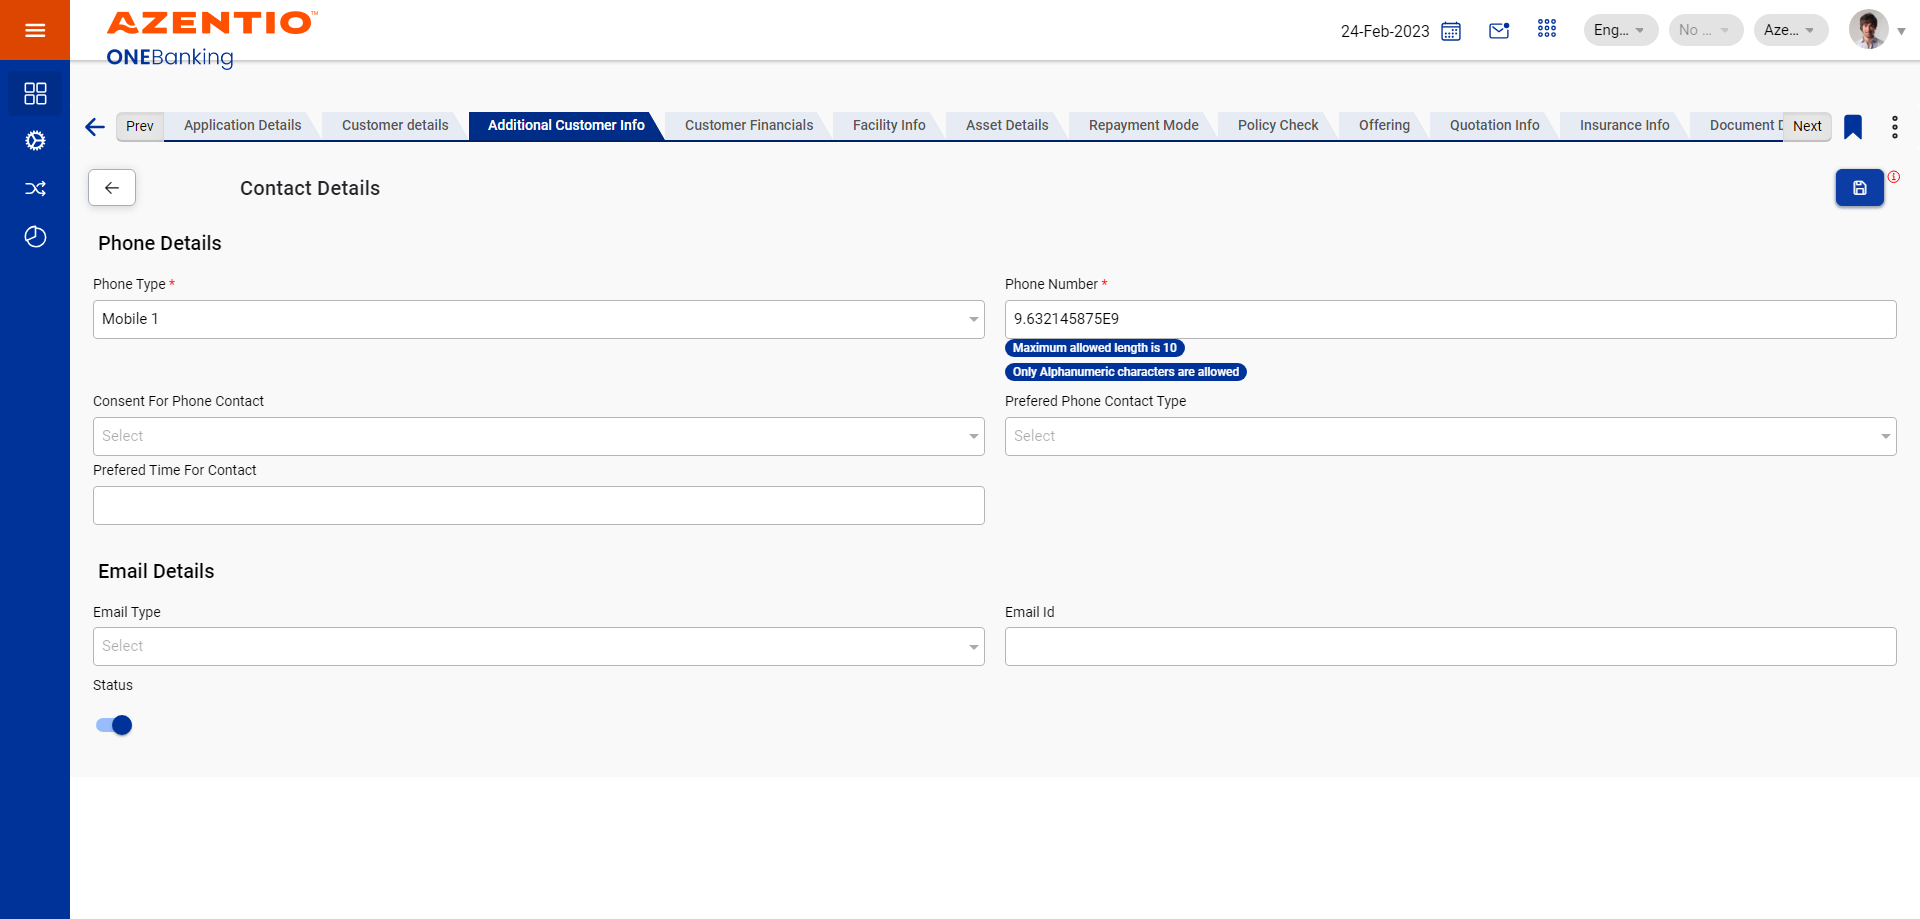 AZENTIO™
ONEBanking
24-Feb-2023
Eng...
No ...
Aze...
Prev
Application Details
Customer details
Additional Customer Info
Customer Financials
Facility Info
Asset Details
Repayment Mode
Policy Check
Offering
Quotation Info
Insurance Info
Document D
Next
Contact Details
Phone Details
Phone Type *
Phone Number *
Mobile 1
9.632145875E9
Maximum allowed length is 10
Only Alphanumeric characters are allowed
Consent For Phone Contact
Prefered Phone Contact Type
Select
Select
Prefered Time For Contact
Email Details
Email Type
Email Id
Select
Status